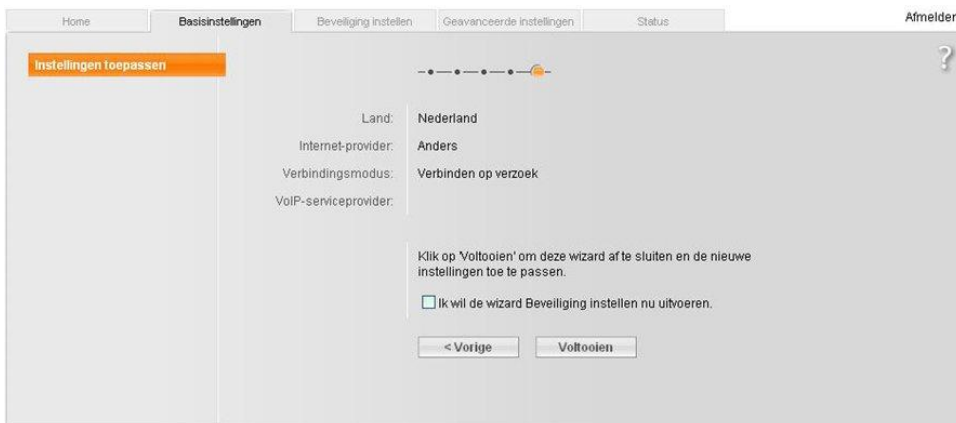 Home Basisinstellingen Beveiliging instellen Geavanceerde instellingen Status Afmelden
Instellingen toepassen
?
Land: Nederland
Internet-provider: Anders
Verbindingsmodus: Verbinden op verzoek
VoIP-serviceprovider:
Klik op 'Voltooien' om deze wizard af te sluiten en de nieuwe
instellingen toe te passen.
Ik wil de wizard Beveiliging instellen nu uitvoeren.
< Vorige Voltooien